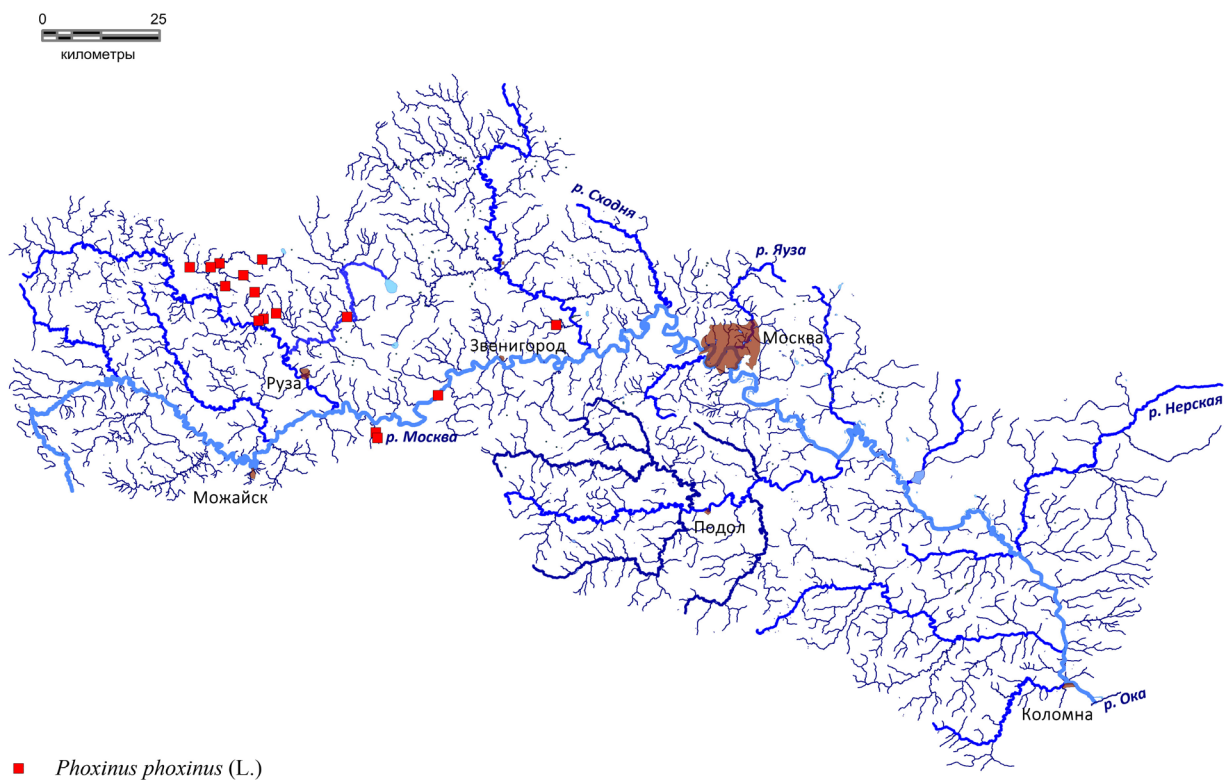 0 25
километры
р. Сходня
р. Яуза
Москва
Звенигород
Руза
р. Нерская
р. Москва
Можайск
Подол
р. Ока
Коломна
Phoxinus phoxinus (L.)